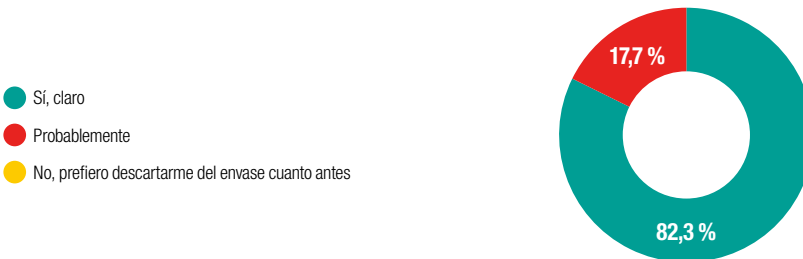 Sí, claro
Probablemente
No, prefiero descartarme del envase cuanto antes
17,7 %
82,3 %